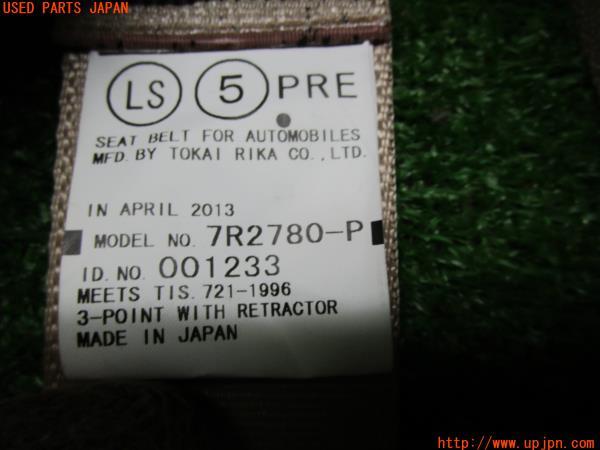 USED PARTS JAPAN
LS 5 PRE
SEAT BELT FOR AUTOMOBILES
MFD. BY TOKAI RIKA CO.,LTD.
IN APRIL 2013
MODEL NO. 7R2780-P
ID. NO. 001233
MEETS TIS. 721-1996
3-POINT WITH RETRACTOR
MADE IN JAPAN
http://www.upjpn.com/